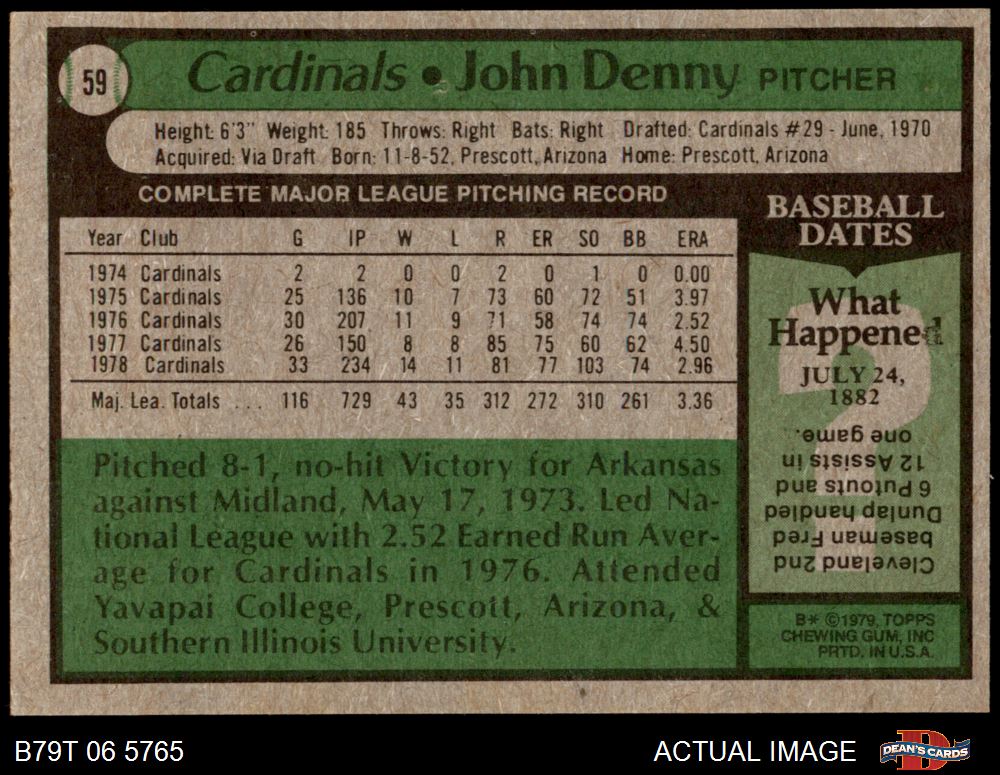 59
Cardinals • John Denny PITCHER
Height: 6'3" Weight: 185 Throws: Right Bats: Right Drafted: Cardinals #29 - June, 1970
Acquired: Via Draft Born: 11-8-52, Prescott, Arizona Home: Prescott, Arizona
COMPLETE MAJOR LEAGUE PITCHING RECORD
Year Club G IP W L R ER SO BB ERA
1974 Cardinals 2 2 0 0 2 0 1 0 0.00
1975 Cardinals 25 136 10 7 73 60 72 51 3.97
1976 Cardinals 30 207 11 9 71 58 74 74 2.52
1977 Cardinals 26 150 8 8 85 75 60 62 4.50
1978 Cardinals 33 234 14 11 81 77 103 74 2.96
Maj. Lea. Totals ... 116 729 43 35 312 272 310 261 3.36
Pitched 8-1, no-hit Victory for Arkansas
against Midland, May 17, 1973. Led Na-
tional League with 2.52 Earned Run Aver-
age for Cardinals in 1976. Attended
Yavapai College, Prescott, Arizona, &
Southern Illinois University.
BASEBALL
DATES
What
Happened
JULY 24,
1882
?
Cleveland 2nd
baseman Fred
Dunlap handled
6 Putouts and
12 Assists in
one game.
B* ©1979, TOPPS
CHEWING GUM, INC
PRTD. IN U.S.A.
B79T 06 5765
ACTUAL IMAGE
DEAN'S CARDS